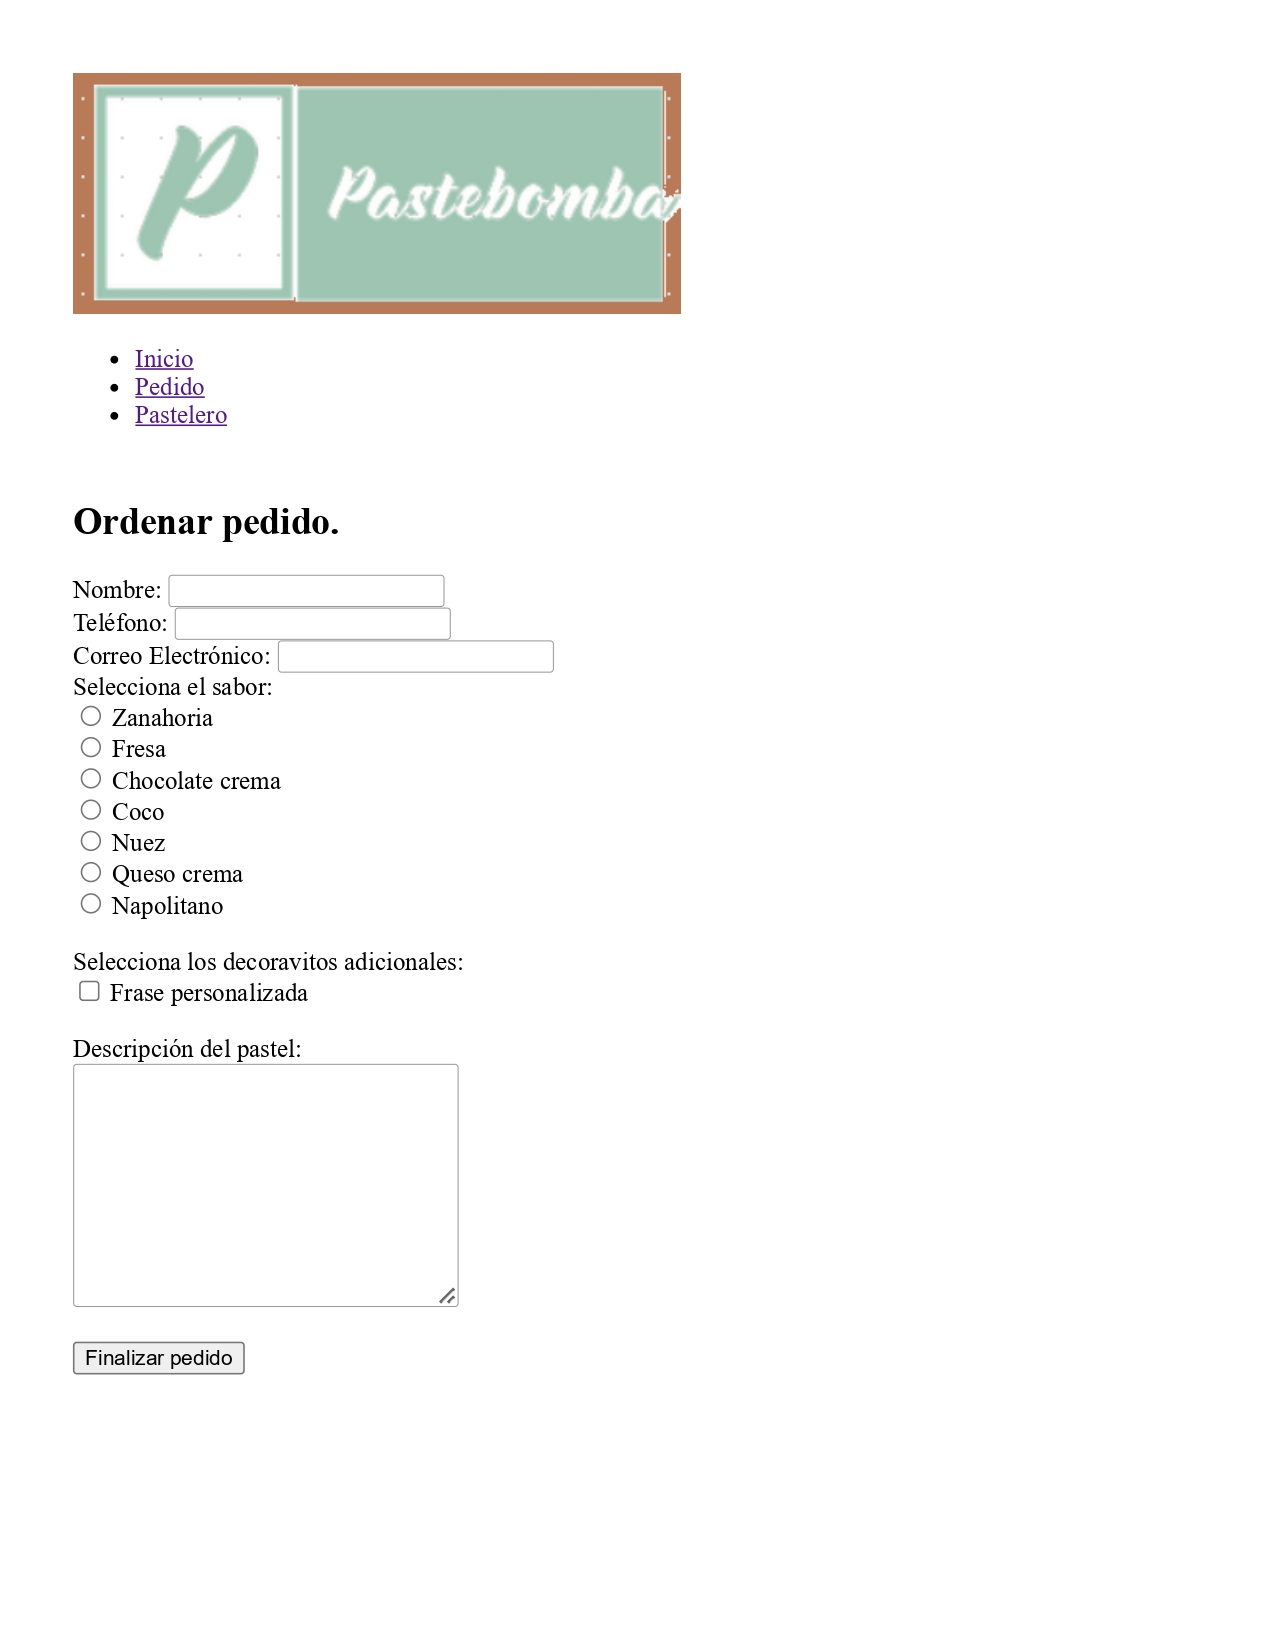 P
Pastebomba
Inicio
Pedido
Pastelero
Ordenar pedido.
Nombre:
Teléfono:
Correo Electrónico:
Selecciona el sabor:
Zanahoria
Fresa
Chocolate crema
Coco
Nuez
Queso crema
Napolitano
Selecciona los decoravitos adicionales:
Frase personalizada
Descripción del pastel:
Finalizar pedido